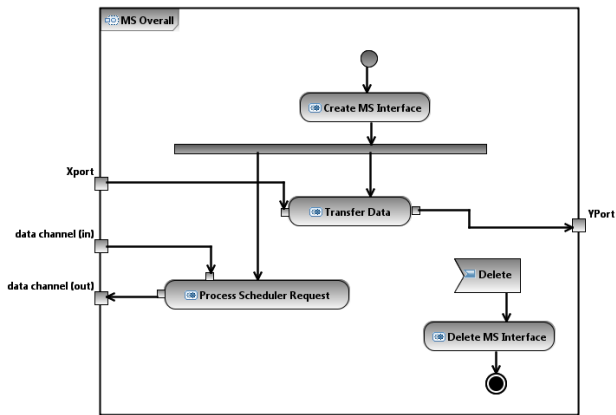 MS Overall
Create MS Interface
Xport
Transfer Data
YPort
data channel (in)
Delete
data channel (out)
Process Scheduler Request
Delete MS Interface